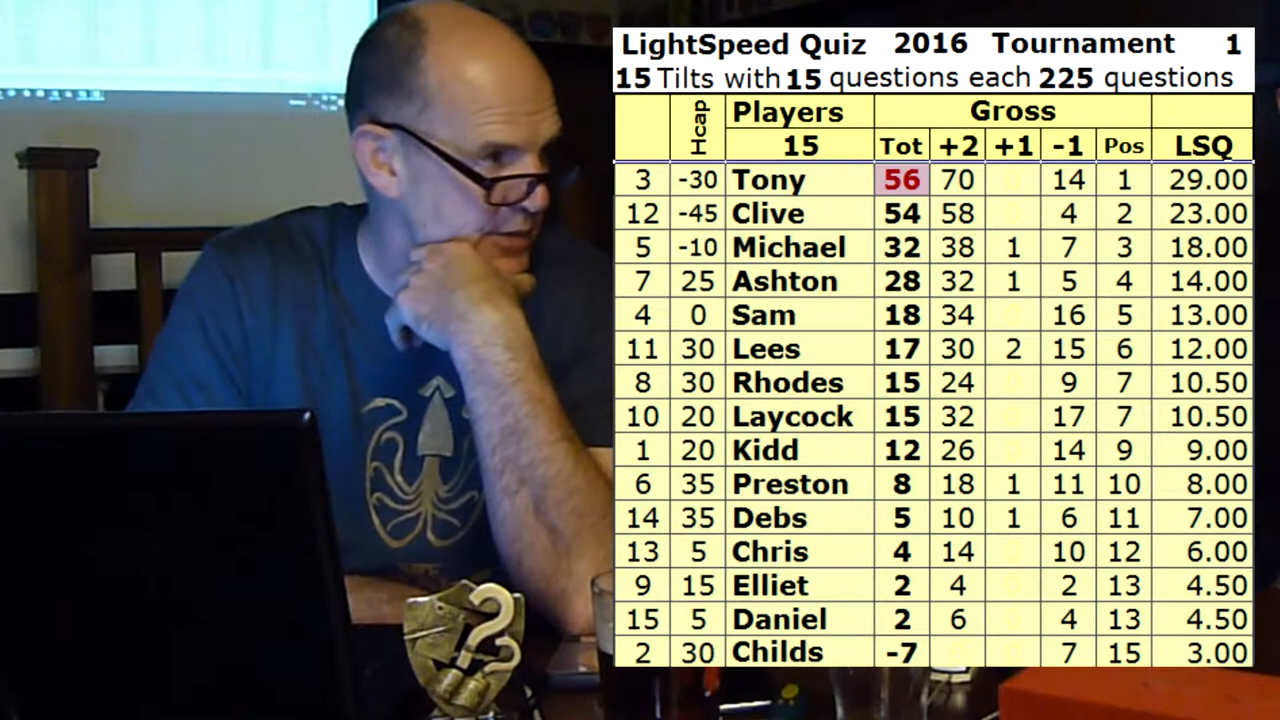 LightSpeed Quiz 2016 Tournament 1
15 Tilts with 15 questions each 225 questions
Hcap Players Gross
15 Tot +2 +1 -1 Pos LSQ
3 -30 Tony 56 70 14 1 29.00
12 -45 Clive 54 58 4 2 23.00
5 -10 Michael 32 38 1 7 3 18.00
7 25 Ashton 28 32 1 5 4 14.00
4 0 Sam 18 34 16 5 13.00
11 30 Lees 17 30 2 15 6 12.00
8 30 Rhodes 15 24 9 7 10.50
10 20 Laycock 15 32 17 7 10.50
1 20 Kidd 12 26 14 9 9.00
6 35 Preston 8 18 1 11 10 8.00
14 35 Debs 5 10 1 6 11 7.00
13 5 Chris 4 14 10 12 6.00
9 15 Elliet 2 4 2 13 4.50
15 5 Daniel 2 6 4 13 4.50
2 30 Childs -7 7 15 3.00